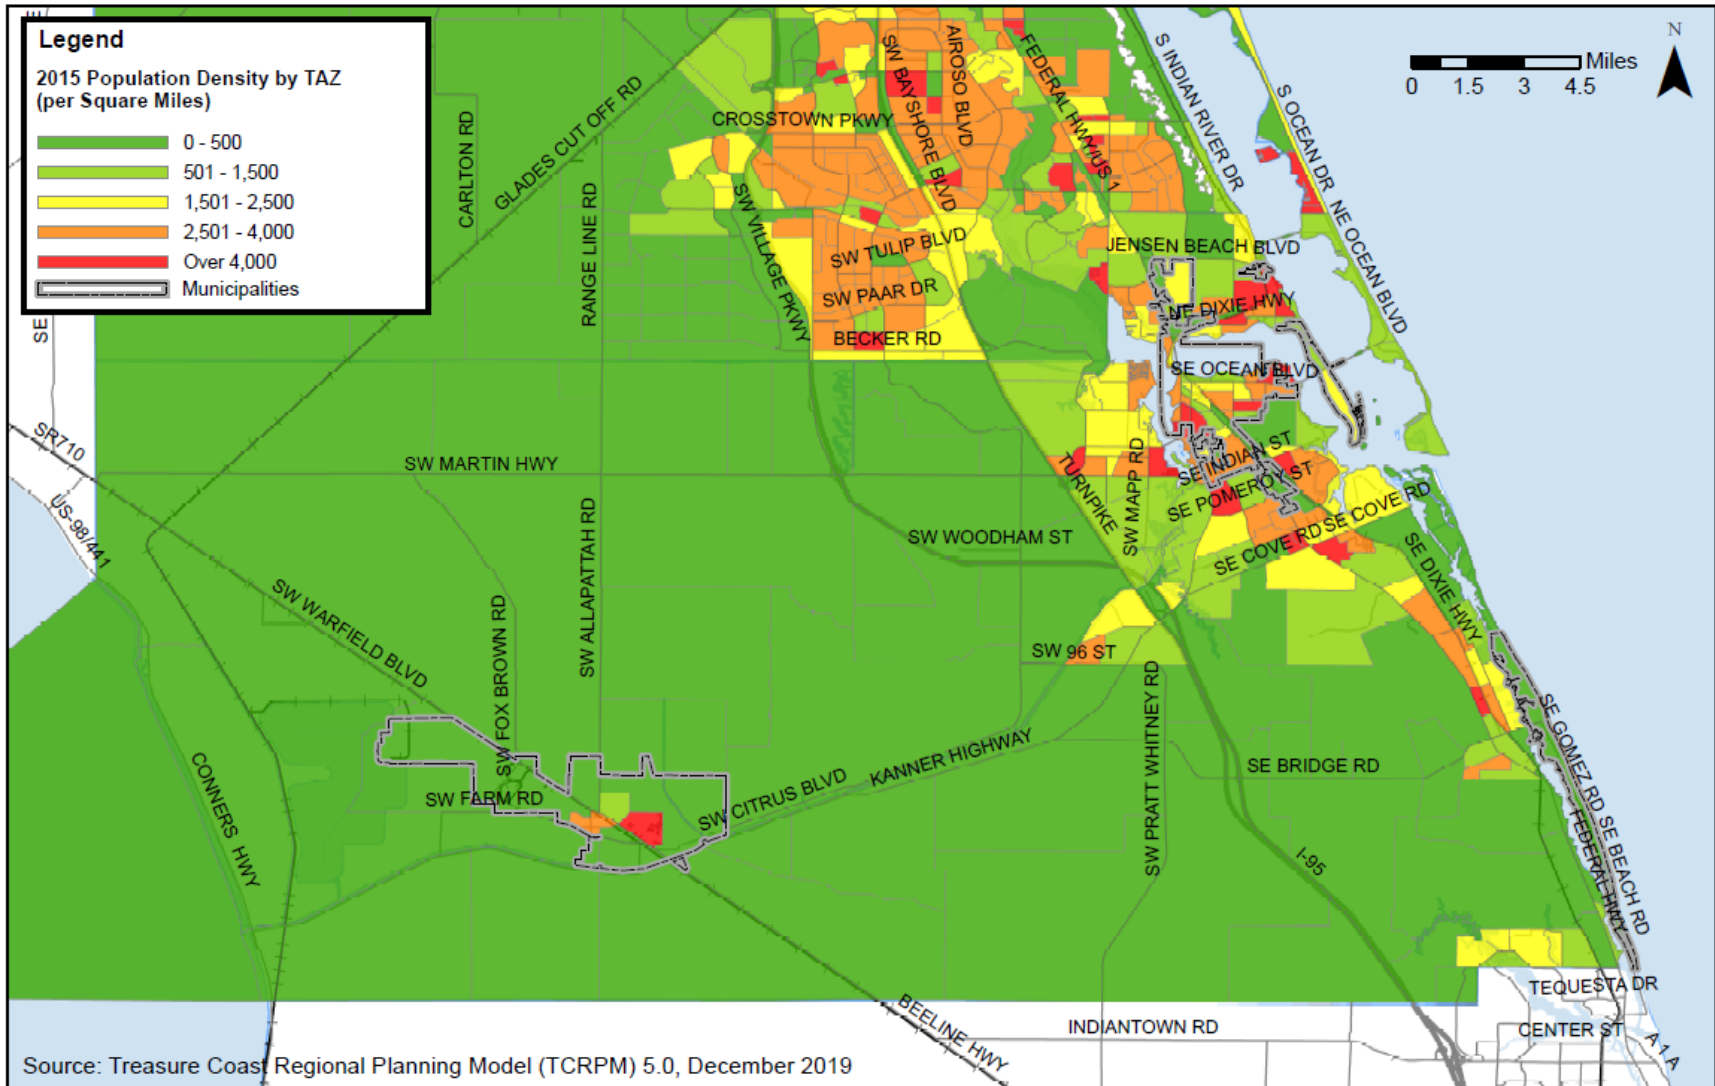 Legend
2015 Population Density by TAZ
(per Square Miles)
0 - 500
501 - 1,500
1,501 - 2,500
2,501 - 4,000
Over 4,000
Municipalities
N
Miles
0 1.5 3 4.5
SE
CARLTON RD
GLADES CUT OFF RD
RANGE LINE RD
CROSSTOWN PKWY
SW BAYSHORE BLVD
AIROSO BLVD
FEDERAL HWY/US 1
S INDIAN RIVER DR
S OCEAN DR
NE OCEAN BLVD
SW VILLAGE PKWY
SW TULIP BLVD
SW PAAR DR
BECKER RD
JENSEN BEACH BLVD
NE DIXIE HWY
SE OCEAN BLVD
SR710
US-98/441
SW MARTIN HWY
TURNPIKE
SW MAPP RD
SE INDIAN ST
SE POMEROY ST
SE COVE RD
SE COVE RD
SW WOODHAM ST
SW ALLAPATTAH RD
SW FOX BROWN RD
SW WARFIELD BLVD
SE DIXIE HWY
SW 96 ST
SW PRATT WHITNEY RD
SE BRIDGE RD
SE GOMEZ RD
SE BEACH RD
FEDERAL HWY
CONNERS HWY
SW FARM RD
SW CITRUS BLVD
KANNER HIGHWAY
I-95
BEELINE HWY
INDIANTOWN RD
TEQUESTA DR
CENTER ST
A 1 A
Source: Treasure Coast Regional Planning Model (TCRPM) 5.0, December 2019